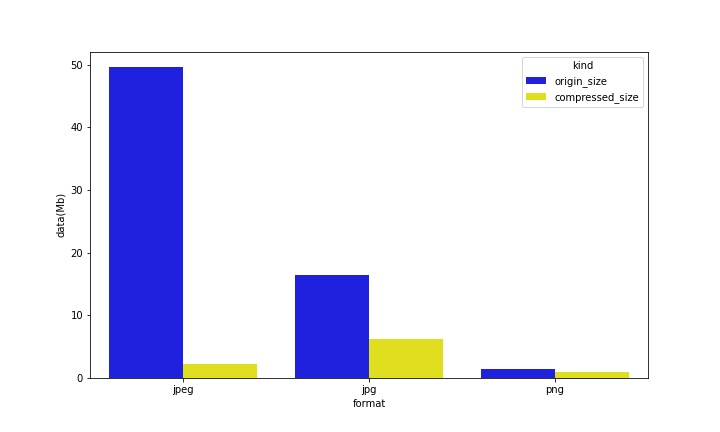 kind
origin_size
compressed_size
50
40
30
20
10
0
data(Mb)
jpeg
jpg
png
format